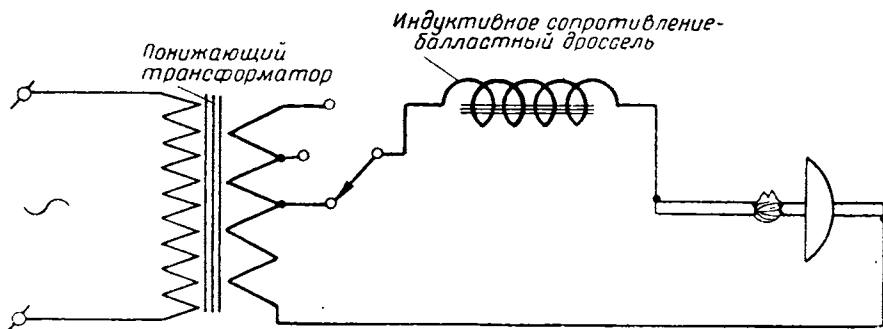 Понижающий
трансформатор
Индуктивное сопротивление-
балластный дроссель